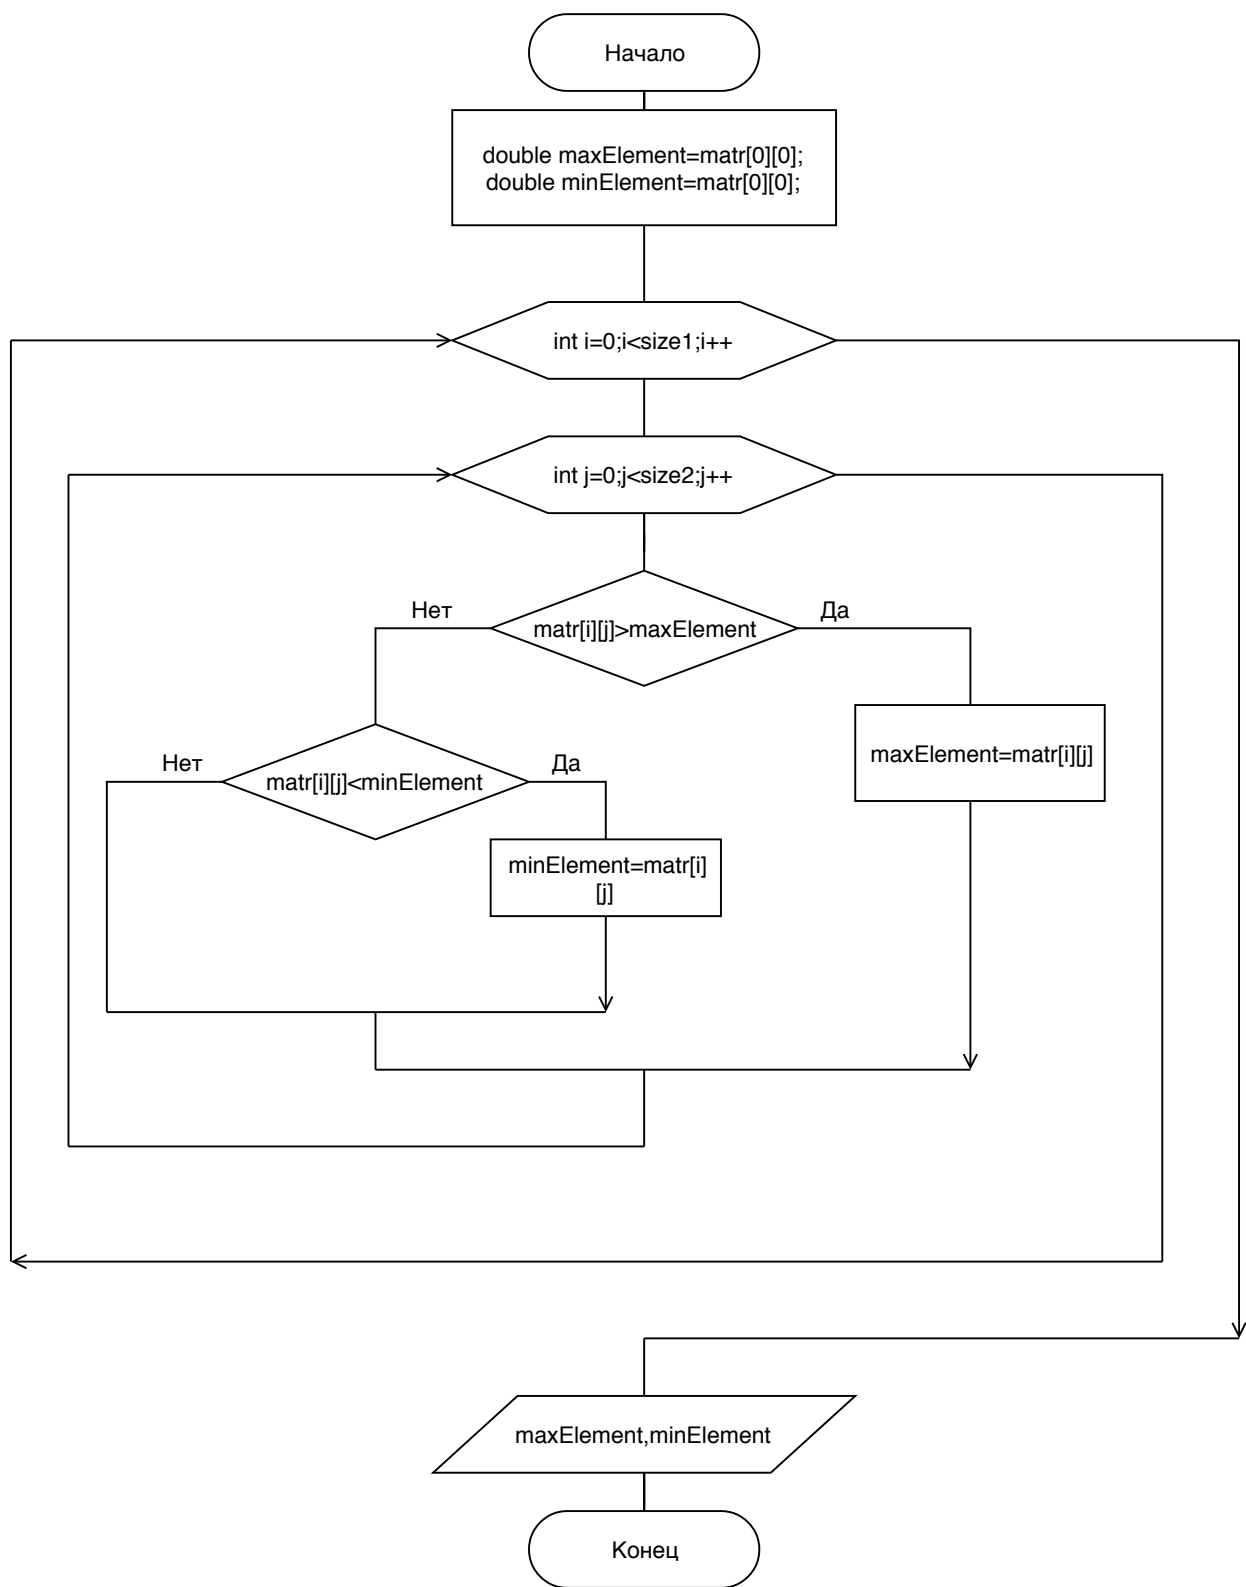 Начало
double maxElement=matr[0][0];
double minElement=matr[0][0];
int i=0;i<size1;i++
int j=0;j<size2;j++
Нет
Да
matr[i][j]>maxElement
Нет
Да
matr[i][j]<minElement
maxElement=matr[i][j]
minElement=matr[i]
[j]
maxElement,minElement
Конец